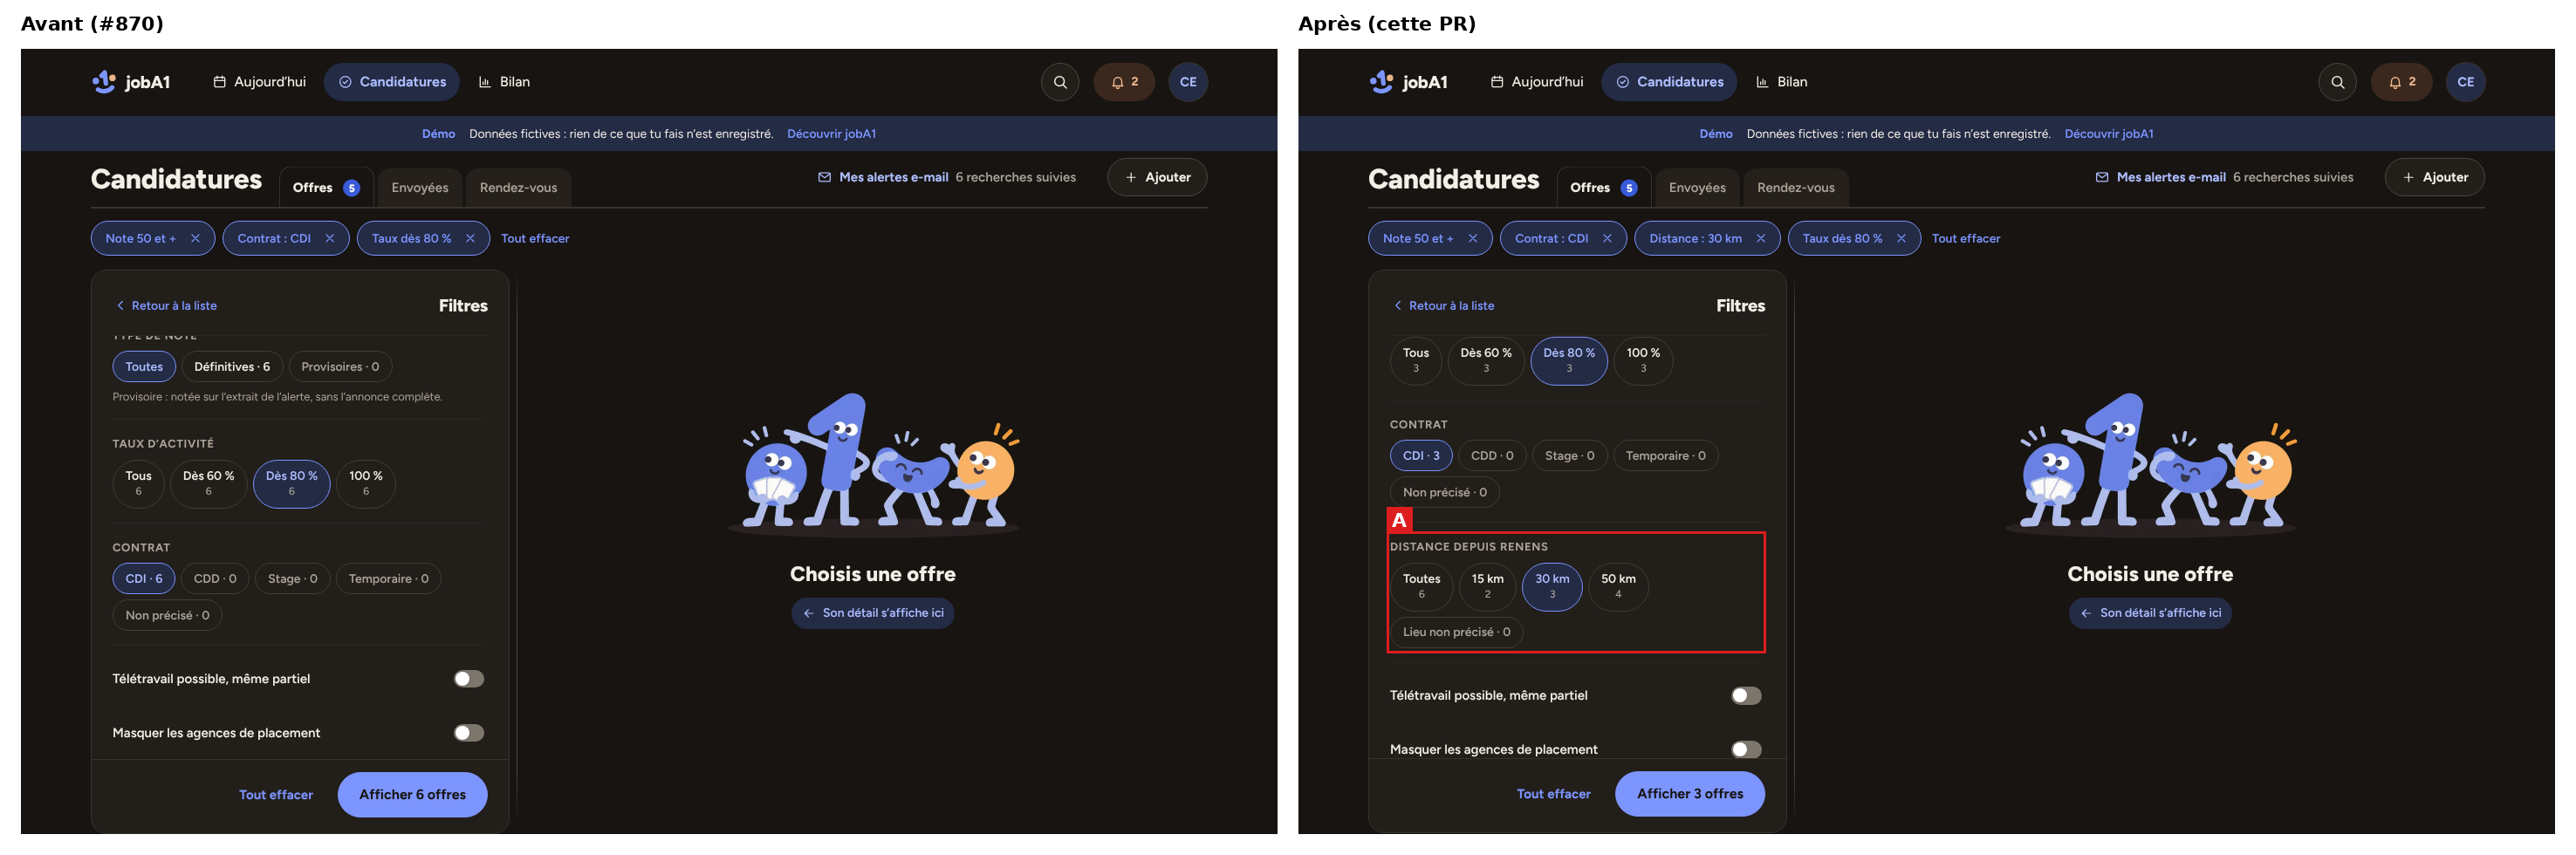 Avant (#870)
jobA1
Aujourd'hui
Candidatures
Bilan
2
CE
Démo Données fictives : rien de ce que tu fais n'est enregistré. Découvrir jobA1
Candidatures
Offres 5
Envoyées
Rendez-vous
Mes alertes e-mail 6 recherches suivies
Ajouter
Note 50 et +
Contrat : CDI
Taux dès 80 %
Tout effacer
Retour à la liste
Filtres
TYPE DE NOTE
Toutes
Définitives · 6
Provisoires · 0
Provisoire : notée sur l'extrait de l'alerte, sans l'annonce complète.
TAUX D'ACTIVITÉ
Tous
6
Dès 60 %
6
Dès 80 %
6
100 %
6
CONTRAT
CDI · 6
CDD · 0
Stage · 0
Temporaire · 0
Non précisé · 0
Télétravail possible, même partiel
Masquer les agences de placement
Tout effacer
Afficher 6 offres
Choisis une offre
Son détail s'affiche ici
Après (cette PR)
jobA1
Aujourd'hui
Candidatures
Bilan
2
CE
Démo Données fictives : rien de ce que tu fais n'est enregistré. Découvrir jobA1
Candidatures
Offres 5
Envoyées
Rendez-vous
Mes alertes e-mail 6 recherches suivies
Ajouter
Note 50 et +
Contrat : CDI
Distance : 30 km
Taux dès 80 %
Tout effacer
Retour à la liste
Filtres
Tous
3
Dès 60 %
3
Dès 80 %
3
100 %
3
CONTRAT
CDI · 3
CDD · 0
Stage · 0
Temporaire · 0
Non précisé · 0
A
DISTANCE DEPUIS RENENS
Toutes
6
15 km
2
30 km
3
50 km
4
Lieu non précisé · 0
Télétravail possible, même partiel
Masquer les agences de placement
Tout effacer
Afficher 3 offres
Choisis une offre
Son détail s'affiche ici